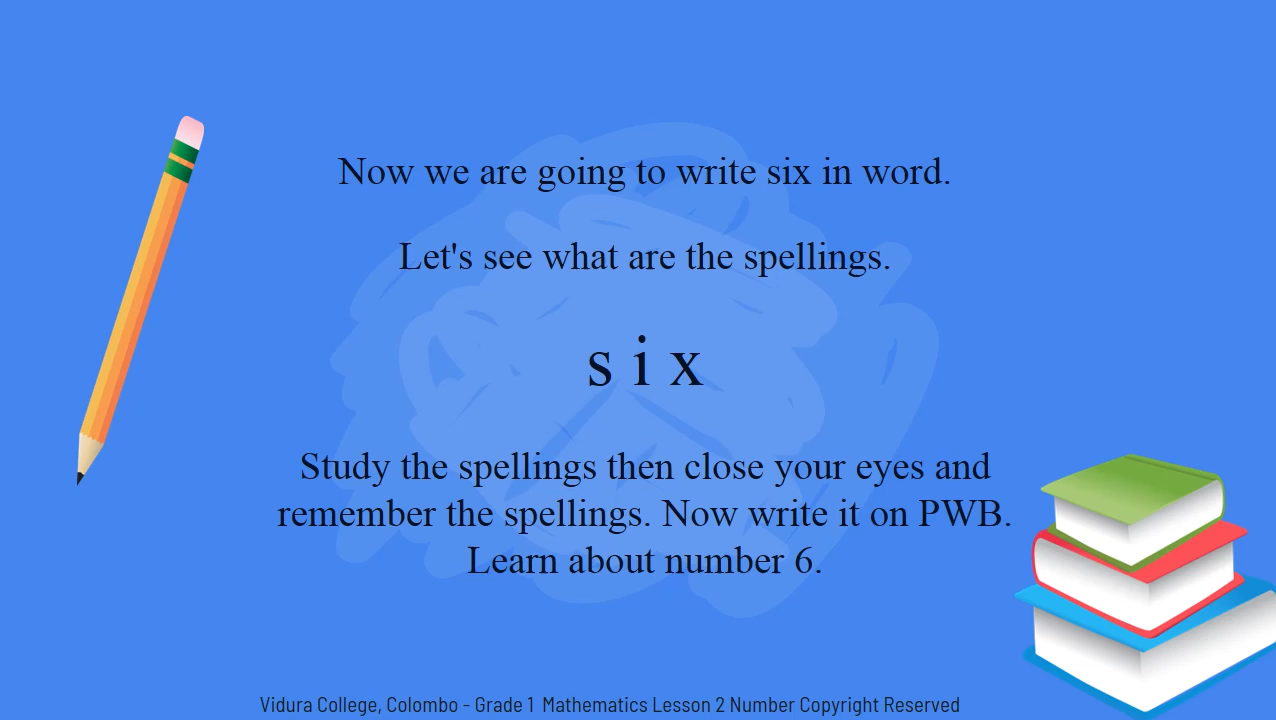 Now we are going to write six in word.
Let's see what are the spellings.
s i x
Study the spellings then close your eyes and
remember the spellings. Now write it on PWB.
Learn about number 6.
Vidura College, Colombo - Grade 1 Mathematics Lesson 2 Number Copyright Reserved